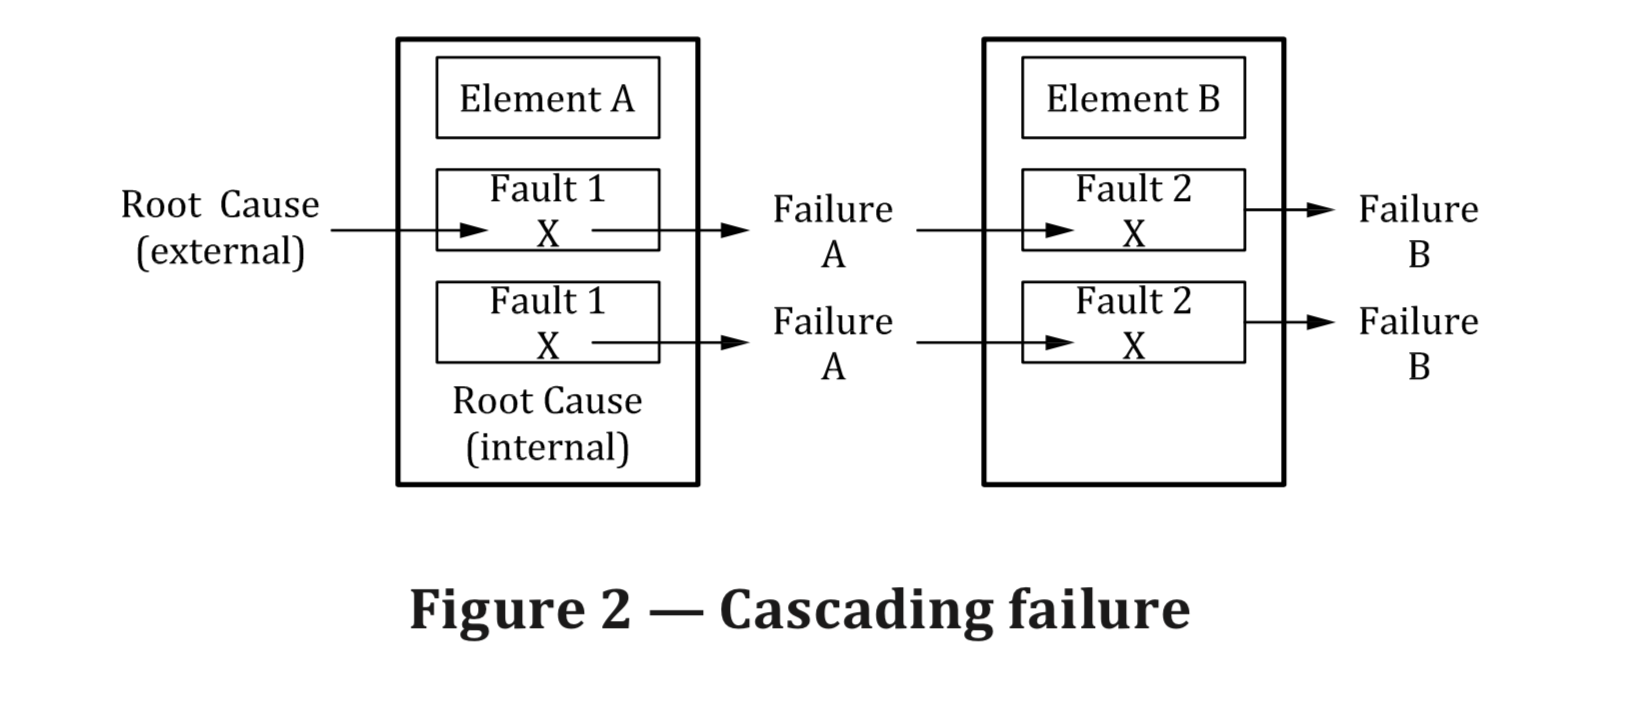 Element A
Element B
Root Cause
(external)
Fault 1
X
Failure
A
Fault 2
X
Failure
B
Fault 1
X
Failure
A
Fault 2
X
Failure
B
Root Cause
(internal)
Figure 2 — Cascading failure